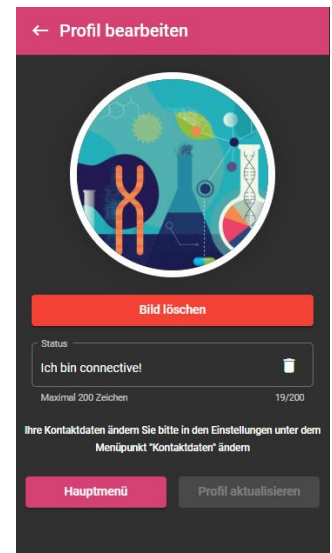 Profil bearbeiten
Bild löschen
Status
Ich bin connective!
Maximal 200 Zeichen 19/200
Ihre Kontaktdaten ändern Sie bitte in den Einstellungen unter dem
Menüpunkt "Kontaktdaten" ändern
Hauptmenü Profil aktualisieren